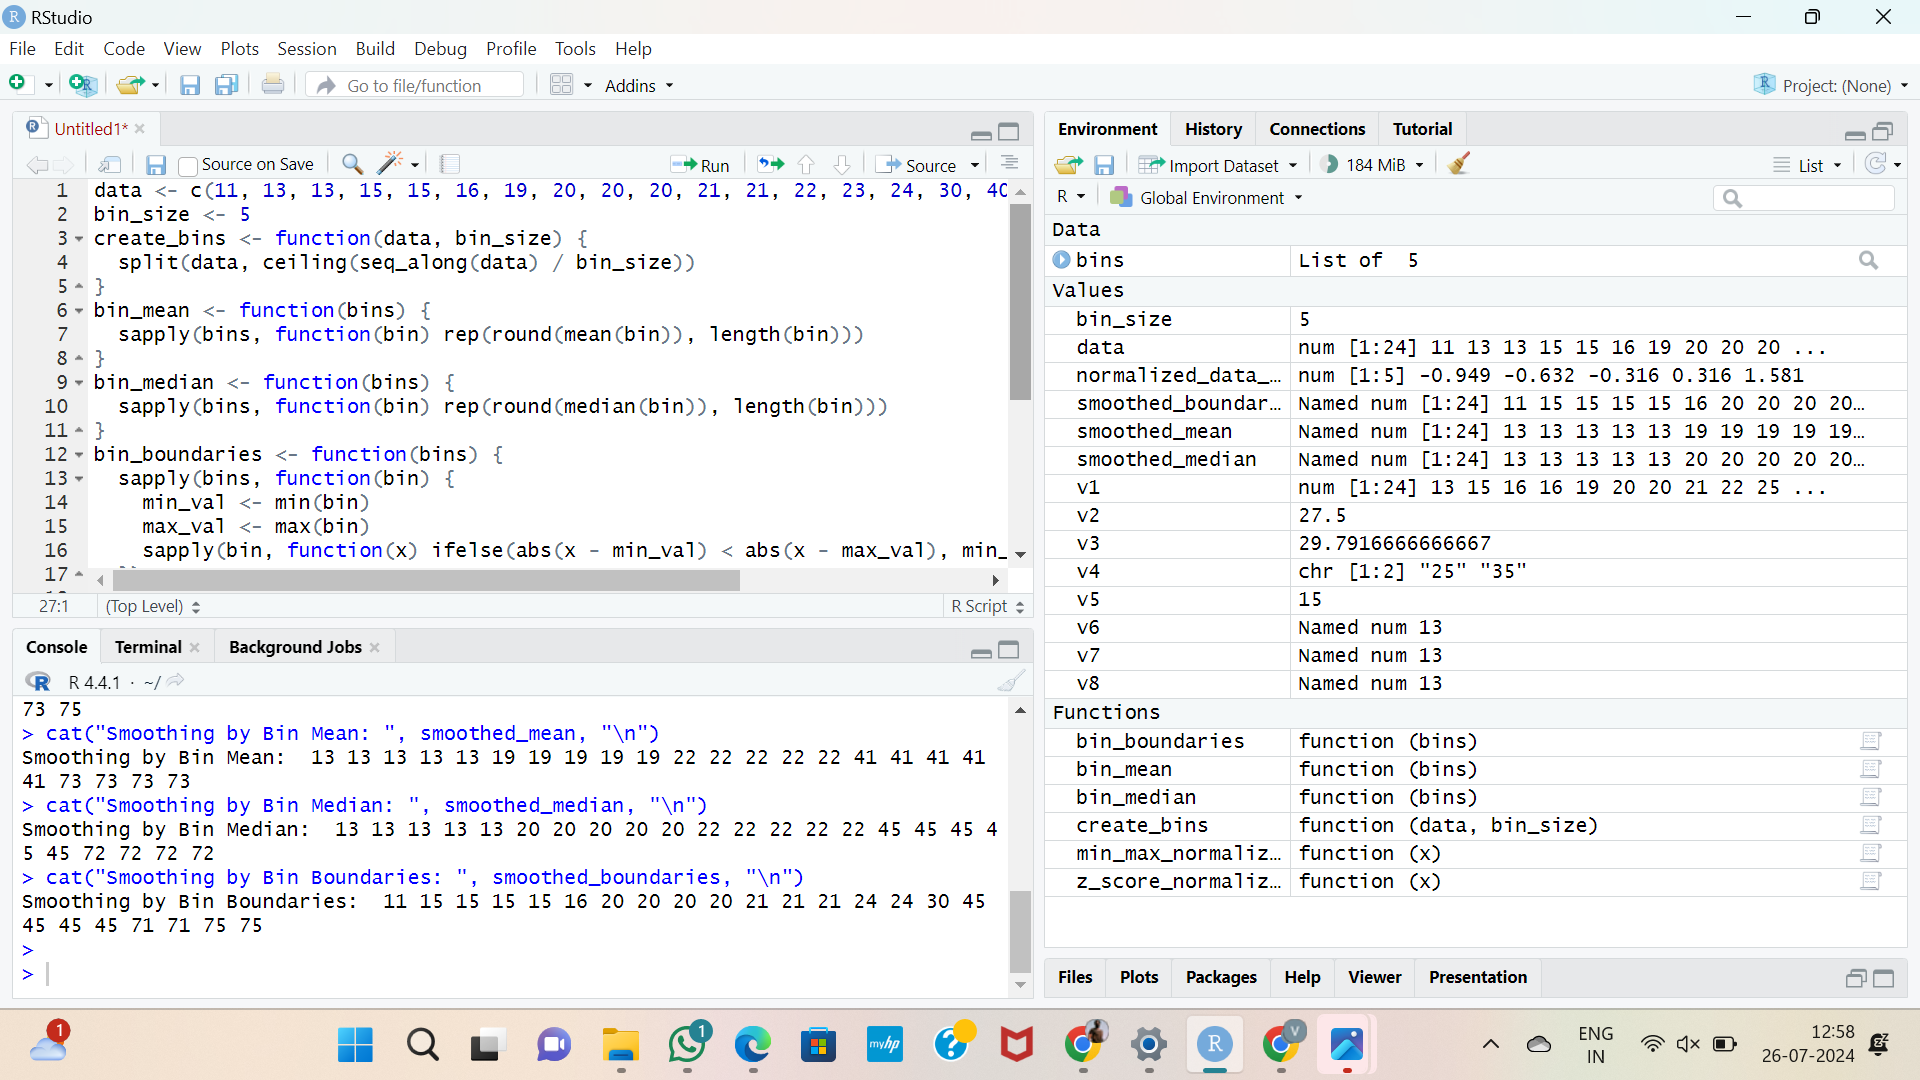 RStudio
File Edit Code View Plots Session Build Debug Profile Tools Help
Go to file/function Addins Project: (None)
Untitled1*
Source on Save Run Source
1 data <- c(11, 13, 13, 15, 15, 16, 19, 20, 20, 20, 21, 21, 22, 23, 24, 30, 40
2 bin_size <- 5
3 create_bins <- function(data, bin_size) {
4 split(data, ceiling(seq_along(data) / bin_size))
5 }
6 bin_mean <- function(bins) {
7 sapply(bins, function(bin) rep(round(mean(bin)), length(bin)))
8 }
9 bin_median <- function(bins) {
10 sapply(bins, function(bin) rep(round(median(bin)), length(bin)))
11 }
12 bin_boundaries <- function(bins) {
13 sapply(bins, function(bin) {
14 min_val <- min(bin)
15 max_val <- max(bin)
16 sapply(bin, function(x) ifelse(abs(x - min_val) < abs(x - max_val), min_
17
27:1 (Top Level) R Script
Console Terminal Background Jobs
R 4.4.1 · ~/
73 75
> cat("Smoothing by Bin Mean: ", smoothed_mean, "\n")
Smoothing by Bin Mean:  13 13 13 13 13 19 19 19 19 19 22 22 22 22 22 41 41 41 41
41 73 73 73 73
> cat("Smoothing by Bin Median: ", smoothed_median, "\n")
Smoothing by Bin Median:  13 13 13 13 13 20 20 20 20 20 22 22 22 22 22 45 45 45 4
5 45 72 72 72 72
> cat("Smoothing by Bin Boundaries: ", smoothed_boundaries, "\n")
Smoothing by Bin Boundaries:  11 15 15 15 15 16 20 20 20 20 21 21 21 24 24 30 45
45 45 45 71 71 75 75
>
>
Environment History Connections Tutorial
Import Dataset 184 MiB List
R Global Environment
Data
bins List of 5
Values
bin_size 5
data num [1:24] 11 13 13 15 15 16 19 20 20 20 ...
normalized_data_... num [1:5] -0.949 -0.632 -0.316 0.316 1.581
smoothed_boundar... Named num [1:24] 11 15 15 15 15 16 20 20 20 20...
smoothed_mean Named num [1:24] 13 13 13 13 13 19 19 19 19 19...
smoothed_median Named num [1:24] 13 13 13 13 13 20 20 20 20 20...
v1 num [1:24] 13 15 16 16 19 20 20 21 22 25 ...
v2 27.5
v3 29.7916666666667
v4 chr [1:2] "25" "35"
v5 15
v6 Named num 13
v7 Named num 13
v8 Named num 13
Functions
bin_boundaries function (bins)
bin_mean function (bins)
bin_median function (bins)
create_bins function (data, bin_size)
min_max_normaliz... function (x)
z_score_normaliz... function (x)
Files Plots Packages Help Viewer Presentation
1 1 myhp V ENG 12:58
IN 26-07-2024